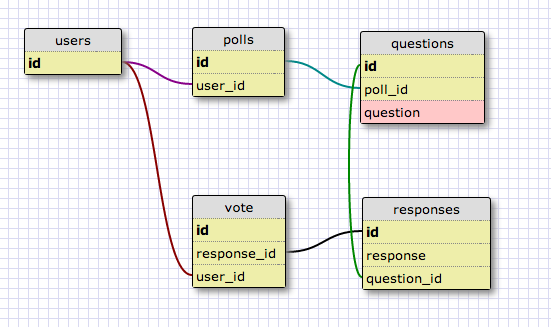 users
id
polls
id
user_id
questions
id
poll_id
question
vote
id
response_id
user_id
responses
id
response
question_id